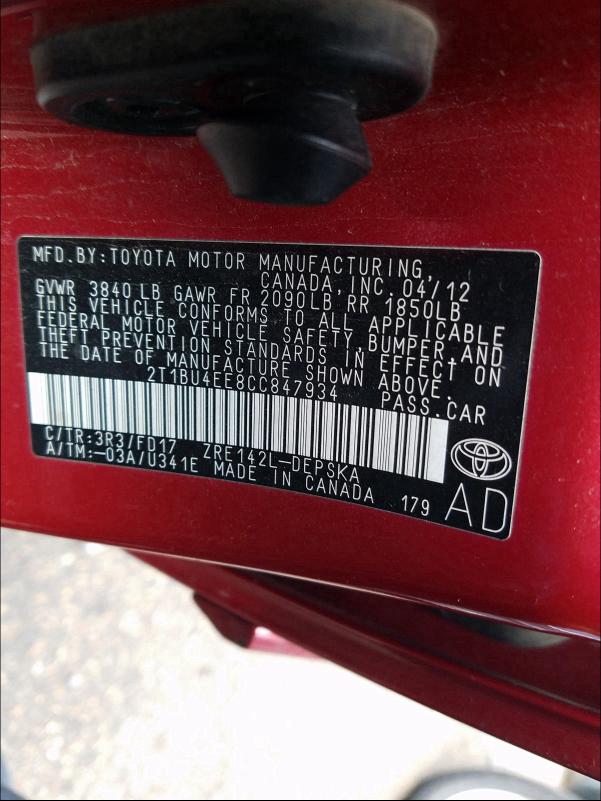 MFD. BY: TOYOTA MOTOR MANUFACTURING,
CANADA, INC. 04/12
GVWR 3840 LB GAWR FR 2090LB RR 1850LB
THIS VEHICLE CONFORMS TO ALL APPLICABLE
FEDERAL MOTOR VEHICLE SAFETY, BUMPER, AND
THEFT PREVENTION STANDARDS IN EFFECT ON
THE DATE OF MANUFACTURE SHOWN ABOVE.
2T1BU4EE8CC847934 PASS. CAR
C/TR: 3R3/FD17 ZRE142L-DEPSKA
A/TM: -03A/U341E MADE IN CANADA 179
AD